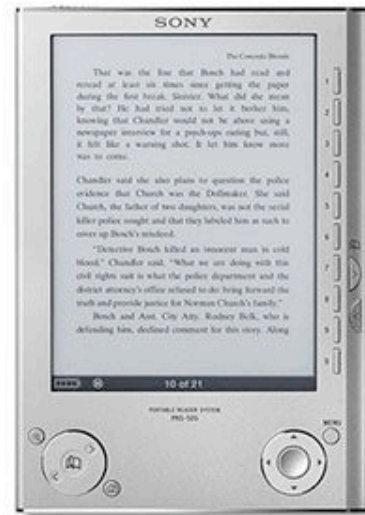 SONY
The Concrete Blonde
That was the line that Bosch had read and
reread at least six times since getting the paper
during the first break. Sinister. What did she mean
by that? He had tried not to let it bother him,
knowing that Chandler would not be above using a
newspaper interview for a psych-ops outing but, still,
it felt like a warning shot. It let him know more
was to come.
Chandler said she also plans to question the police
evidence that Church was the Dollmaker. She said
Church, the father of two daughters, was not the serial
killer police sought and that they labeled him as such to
cover up Bosch's misdeed.
"Detective Bosch killed an innocent man in cold
blood," Chandler said. "What we are doing with this
civil rights suit is what the police department and the
district attorney's office refused to do: bring forward the
truth and provide justice for Norman Church's family."
Bosch and Asst. City Atty. Rodney Belk, who is
defending him, declined comment for this story. Along
10 of 21
PORTABLE READER SYSTEM
PRS-505
MENU
1
2
3
4
5
6
7
8
9
0